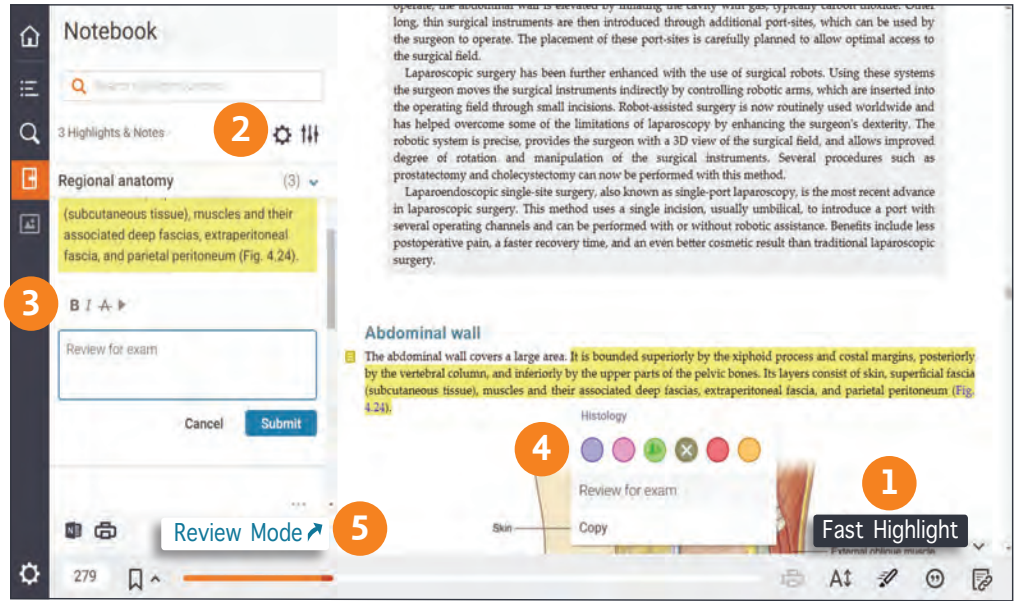 Notebook
3 Highlights & Notes
2
Regional anatomy (3)
(subcutaneous tissue), muscles and their
associated deep fascias, extraperitoneal
fascia, and parietal peritoneum (Fig. 4.24).
3
B I A
Review for exam
Cancel Submit
Review Mode
5
279
operate, the abdominal wall is elevated by inflating the cavity with gas, typically carbon dioxide. Other
long, thin surgical instruments are then introduced through additional port-sites, which can be used by
the surgeon to operate. The placement of these port-sites is carefully planned to allow optimal access to
the surgical field.
Laparoscopic surgery has been further enhanced with the use of surgical robots. Using these systems
the surgeon moves the surgical instruments indirectly by controlling robotic arms, which are inserted into
the operating field through small incisions. Robot-assisted surgery is now routinely used worldwide and
has helped overcome some of the limitations of laparoscopy by enhancing the surgeon's dexterity. The
robotic system is precise, provides the surgeon with a 3D view of the surgical field, and allows improved
degree of rotation and manipulation of the surgical instruments. Several procedures such as
prostatectomy and cholecystectomy can now be performed with this method.
Laparoendoscopic single-site surgery, also known as single-port laparoscopy, is the most recent advance
in laparoscopic surgery. This method uses a single incision, usually umbilical, to introduce a port with
several operating channels and can be performed with or without robotic assistance. Benefits include less
postoperative pain, a faster recovery time, and an even better cosmetic result than traditional laparoscopic
surgery.
Abdominal wall
The abdominal wall covers a large area. It is bounded superiorly by the xiphoid process and costal margins, posteriorly
by the vertebral column, and inferiorly by the upper parts of the pelvic bones. Its layers consist of skin, superficial fascia
(subcutaneous tissue), muscles and their associated deep fascias, extraperitoneal fascia, and parietal peritoneum (Fig.
4.24).
Histology
4
Review for exam
Copy
Skin
1
Fast Highlight
External oblique muscle
A